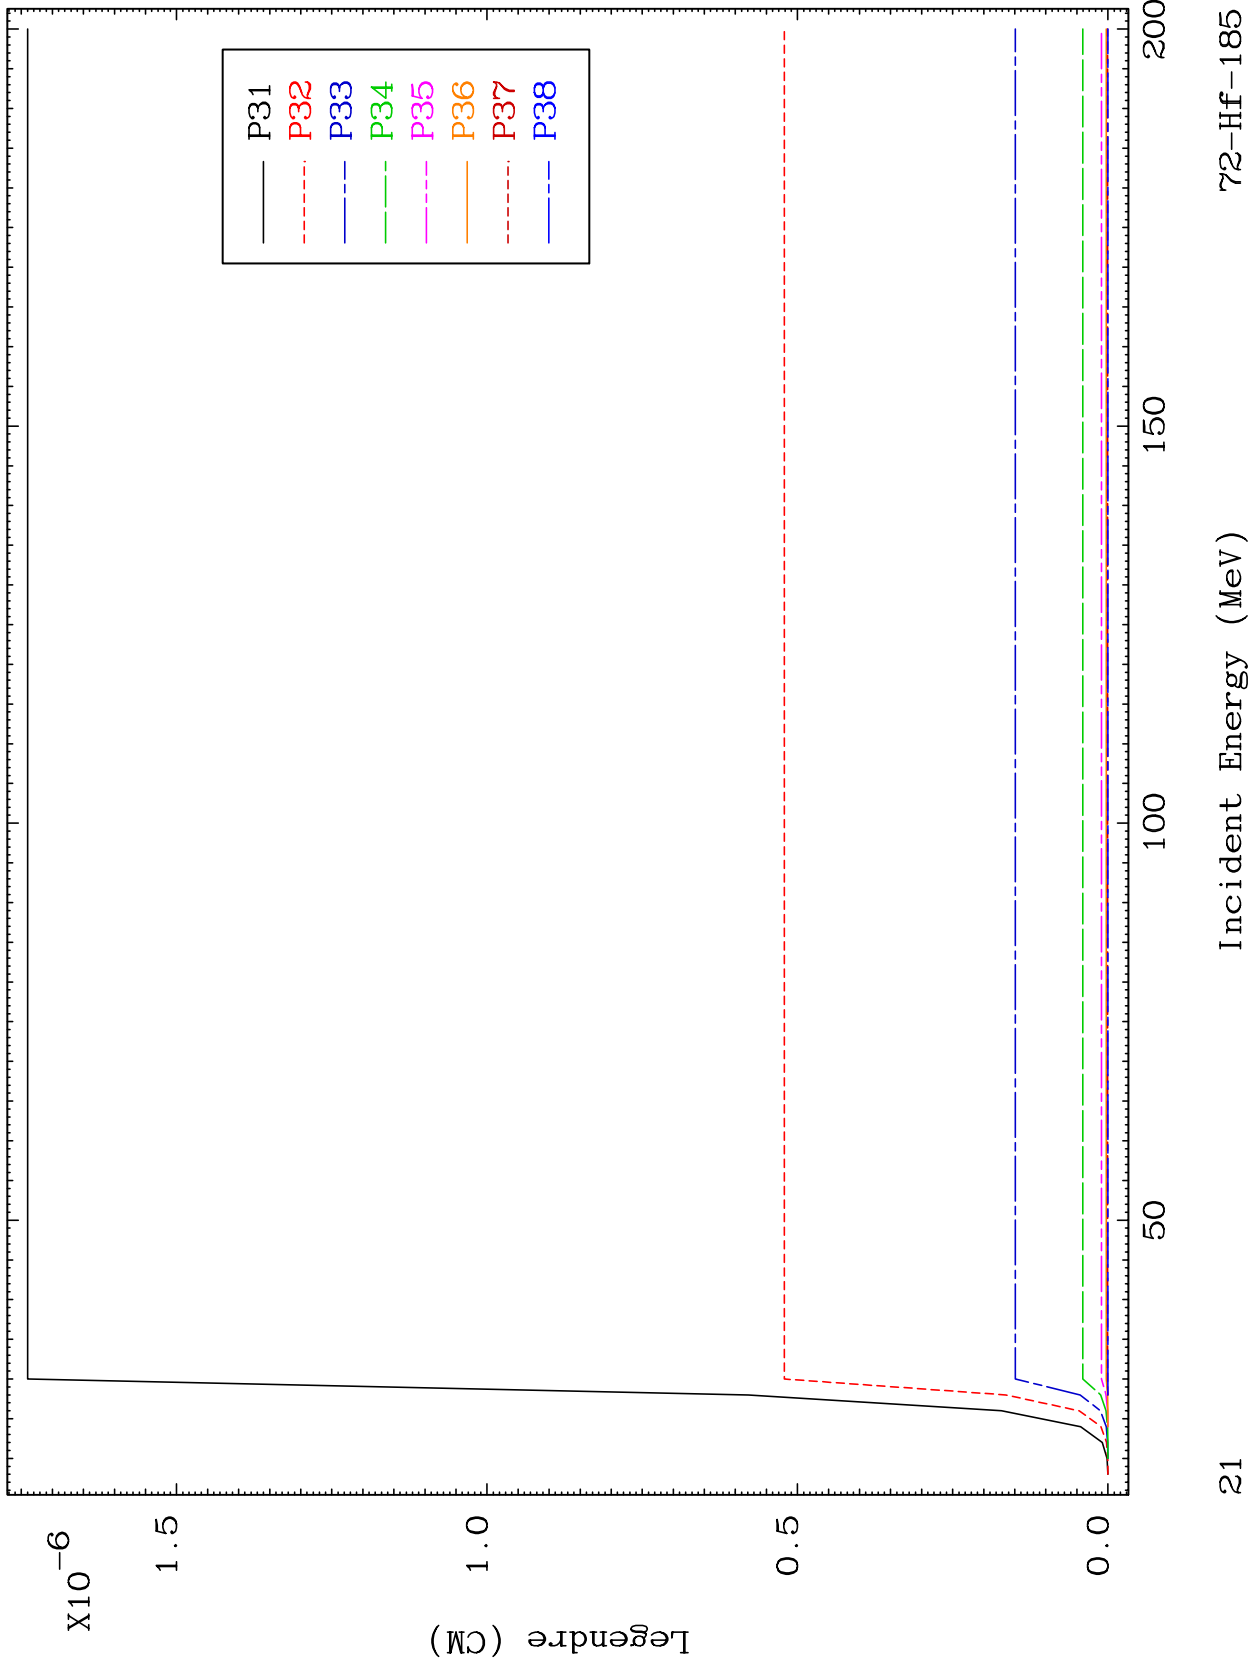 X10-6
1.5
1.0
0.5
0.0
Legendre (CM)
P31
P32
P33
P34
P35
P36
P37
P38
50
100
150
200
21
Incident Energy (MeV)
72-Hf-185